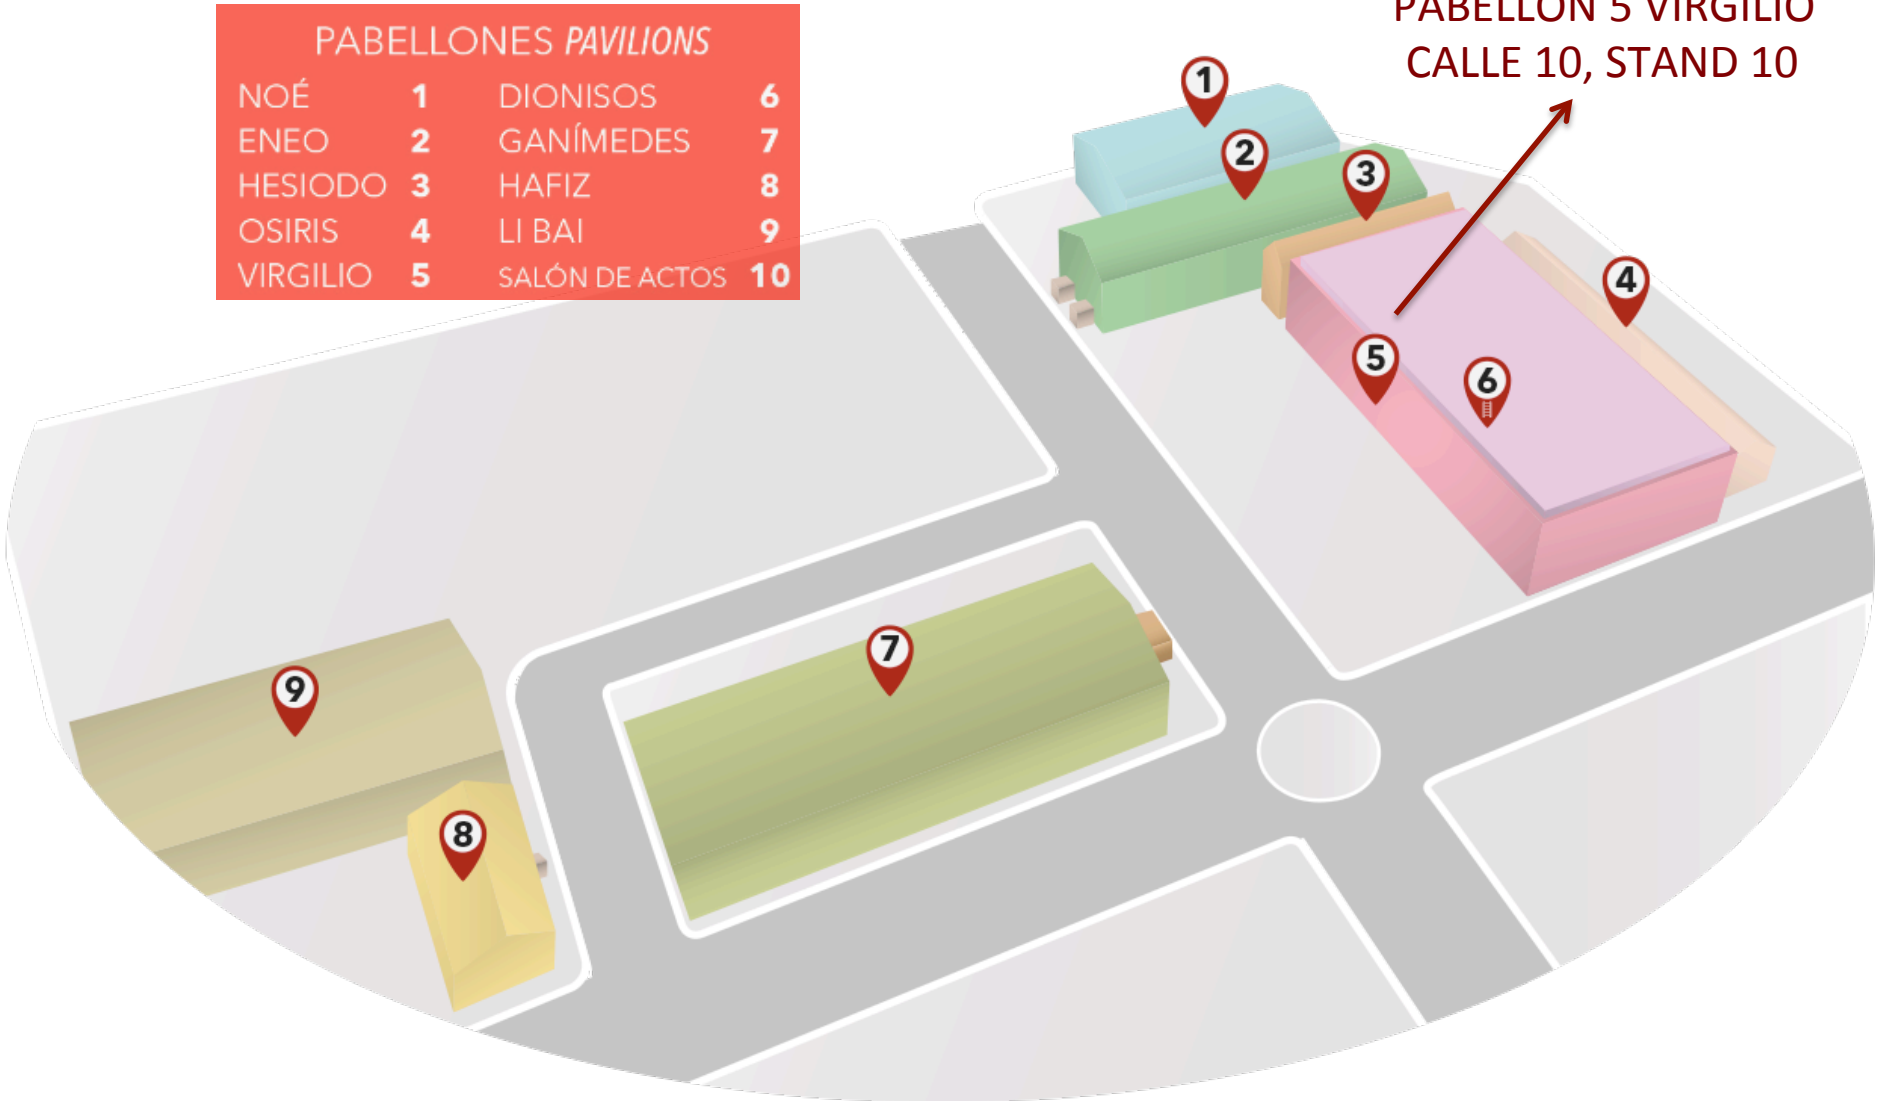 PABELLONES PAVILIONS
NOÉ 1 DIONISOS 6
ENEO 2 GANÍMEDES 7
HESIODO 3 HAFIZ 8
OSIRIS 4 LI BAI 9
VIRGILIO 5 SALÓN DE ACTOS 10
PABELLÓN 5 VIRGILIO
CALLE 10, STAND 10
1
2
3
4
5
6
7
9
8